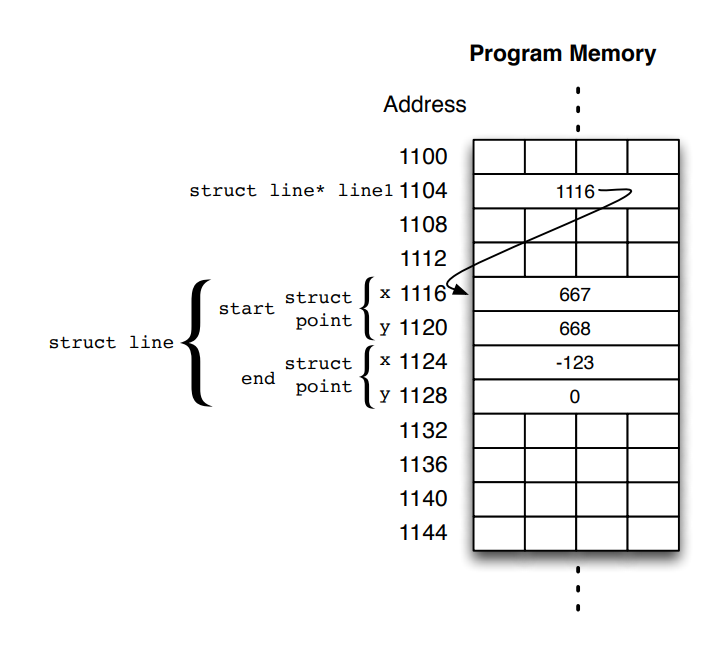 Program Memory
Address
1100
struct line* line1 1104 1116
1108
1112
x 1116 667
start struct
point
y 1120 668
struct line
x 1124 -123
end struct
point
y 1128 0
1132
1136
1140
1144